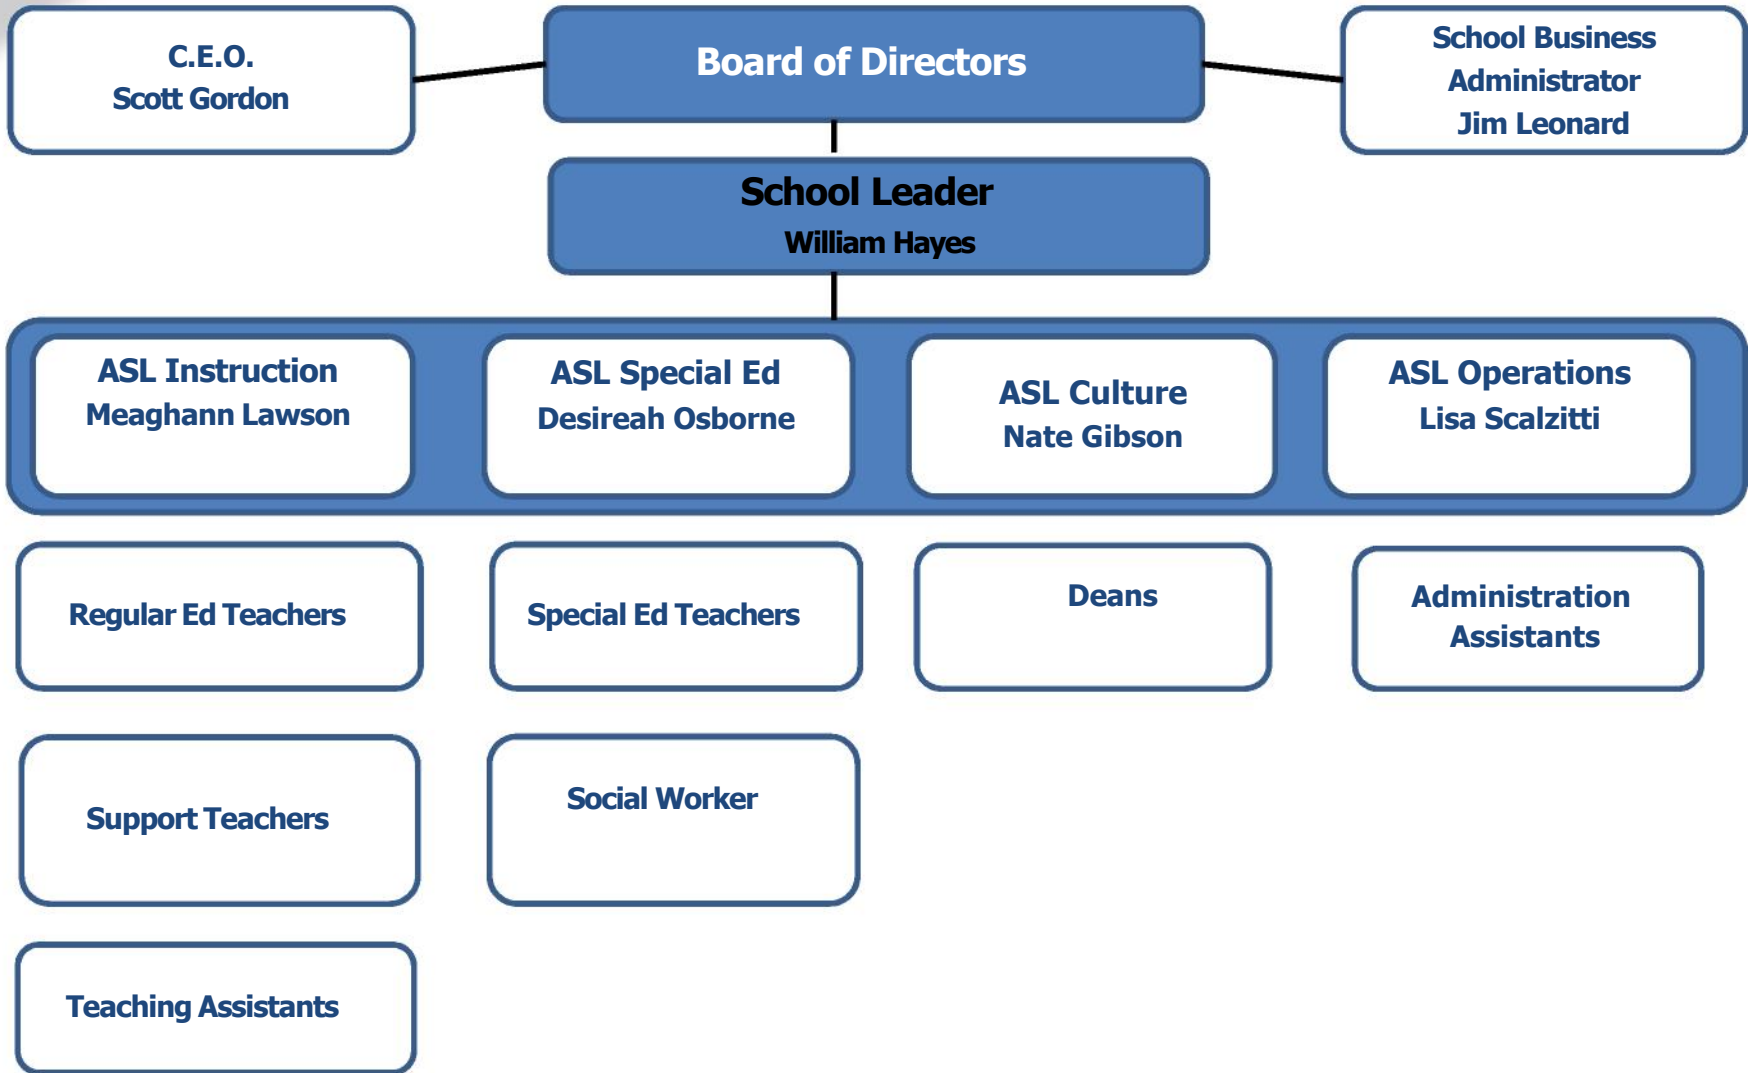 C.E.O.
Scott Gordon
Board of Directors
School Business
Administrator
Jim Leonard
School Leader
William Hayes
ASL Instruction
Meaghann Lawson
ASL Special Ed
Desireah Osborne
ASL Culture
Nate Gibson
ASL Operations
Lisa Scalzitti
Regular Ed Teachers
Special Ed Teachers
Deans
Administration
Assistants
Support Teachers
Social Worker
Teaching Assistants